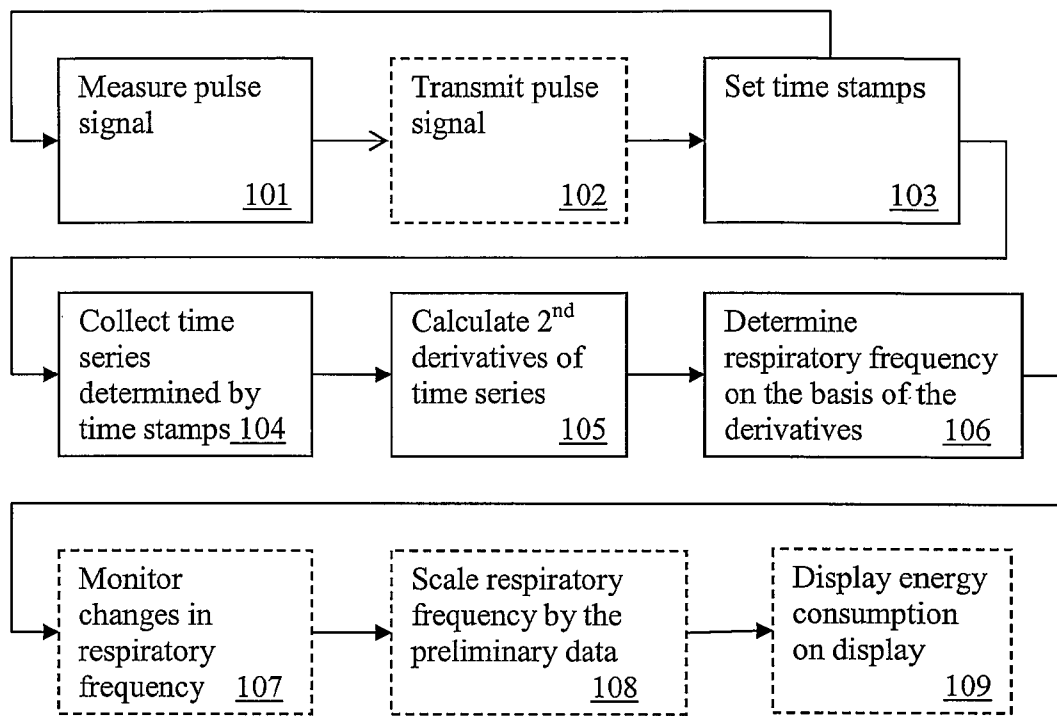 Measure pulse
signal
101
Transmit pulse
signal
102
Set time stamps
103
Collect time
series
determined by
time stamps 104
Calculate 2nd
derivatives of
time series
105
Determine
respiratory frequency
on the basis of the
derivatives 106
Monitor
changes in
respiratory
frequency 107
Scale respiratory
frequency by the
preliminary data
108
Display energy
consumption
on display
109